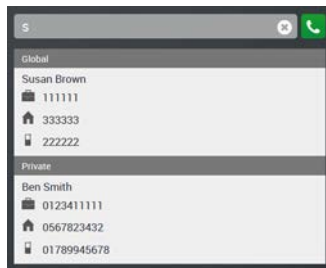 S
Global
Susan Brown
111111
333333
222222
Private
Ben Smith
0123411111
0567823432
01789945678